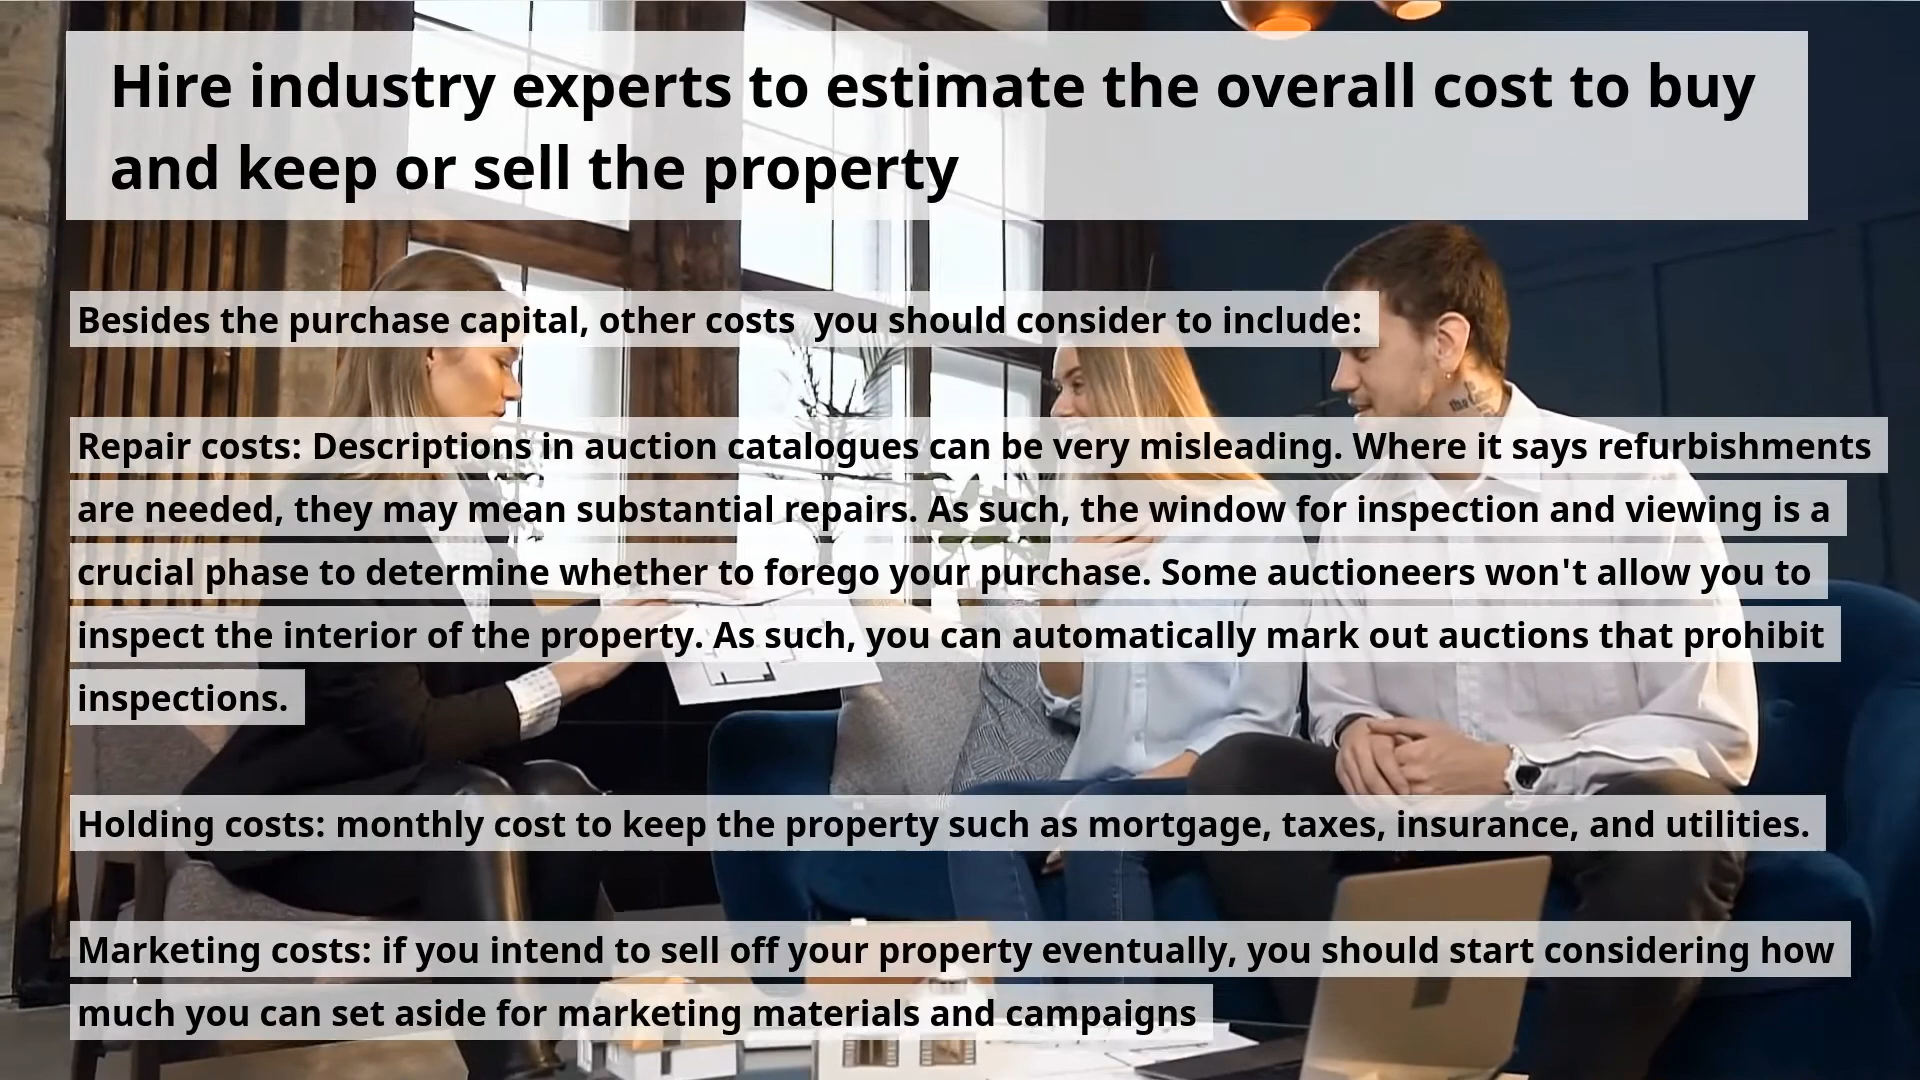 Hire industry experts to estimate the overall cost to buy
and keep or sell the property
Besides the purchase capital, other costs  you should consider to include:
Repair costs: Descriptions in auction catalogues can be very misleading. Where it says refurbishments
are needed, they may mean substantial repairs. As such, the window for inspection and viewing is a
crucial phase to determine whether to forego your purchase. Some auctioneers won't allow you to
inspect the interior of the property. As such, you can automatically mark out auctions that prohibit
inspections.
Holding costs: monthly cost to keep the property such as mortgage, taxes, insurance, and utilities.
Marketing costs: if you intend to sell off your property eventually, you should start considering how
much you can set aside for marketing materials and campaigns